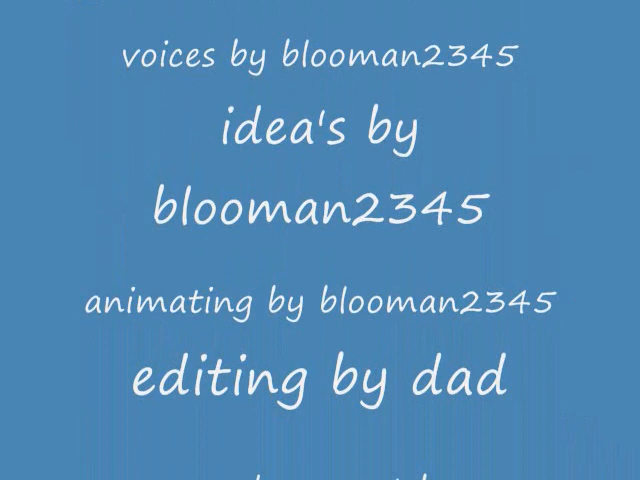 voices by blooman2345
idea's by
blooman2345
animating by blooman2345
editing by dad